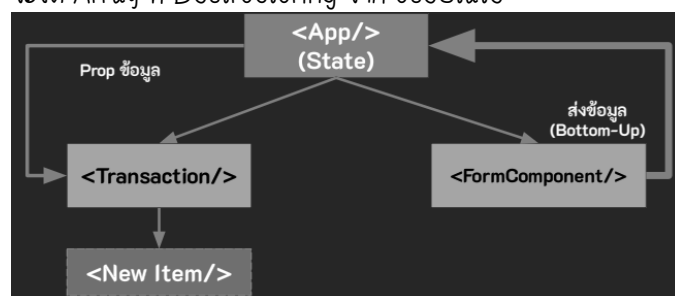 <App/>
(State)
Prop ข้อมูล
ส่งข้อมูล
(Bottom-Up)
<Transaction/>
<FormComponent/>
<New Item/>